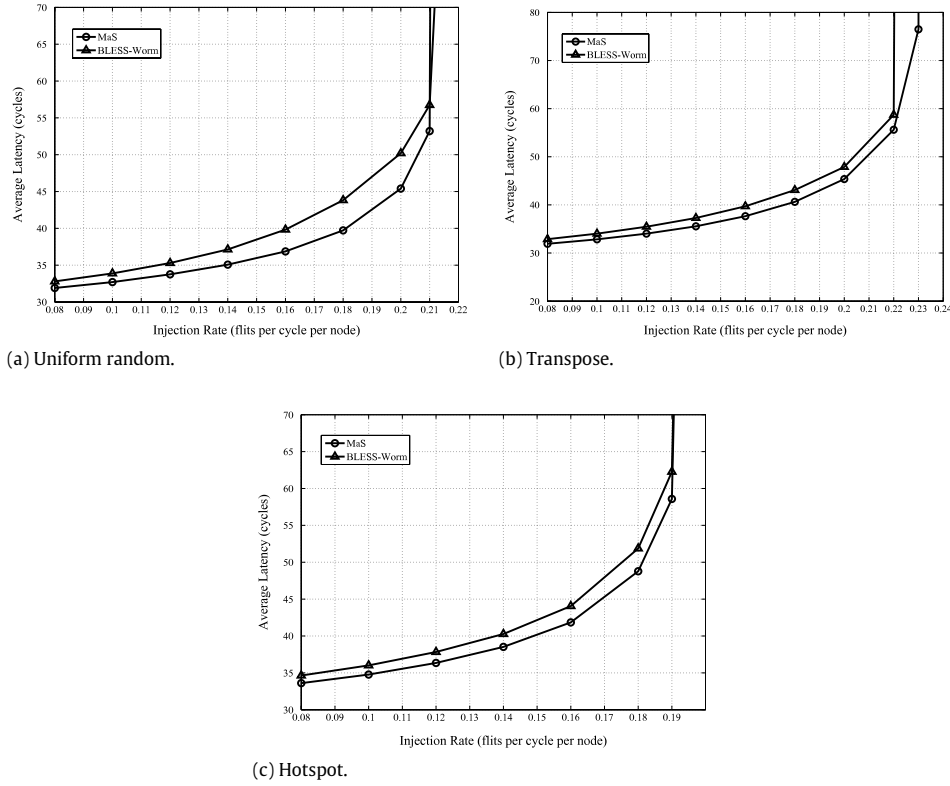 70
65
60
55
50
45
40
35
30
Average Latency (cycles)
MaS
BLESS-Worm
0.08 0.09 0.1 0.11 0.12 0.13 0.14 0.15 0.16 0.17 0.18 0.19 0.2 0.21 0.22
Injection Rate (flits per cycle per node)
(a) Uniform random.
80
70
60
50
40
30
20
Average Latency (cycles)
MaS
BLESS-Worm
0.08 0.09 0.1 0.11 0.12 0.13 0.14 0.15 0.16 0.17 0.18 0.19 0.2 0.21 0.22 0.23 0.24
Injection Rate (flits per cycle per node)
(b) Transpose.
70
65
60
55
50
45
40
35
30
Average Latency (cycles)
MaS
BLESS-Worm
0.08 0.09 0.1 0.11 0.12 0.13 0.14 0.15 0.16 0.17 0.18 0.19
Injection Rate (flits per cycle per node)
(c) Hotspot.